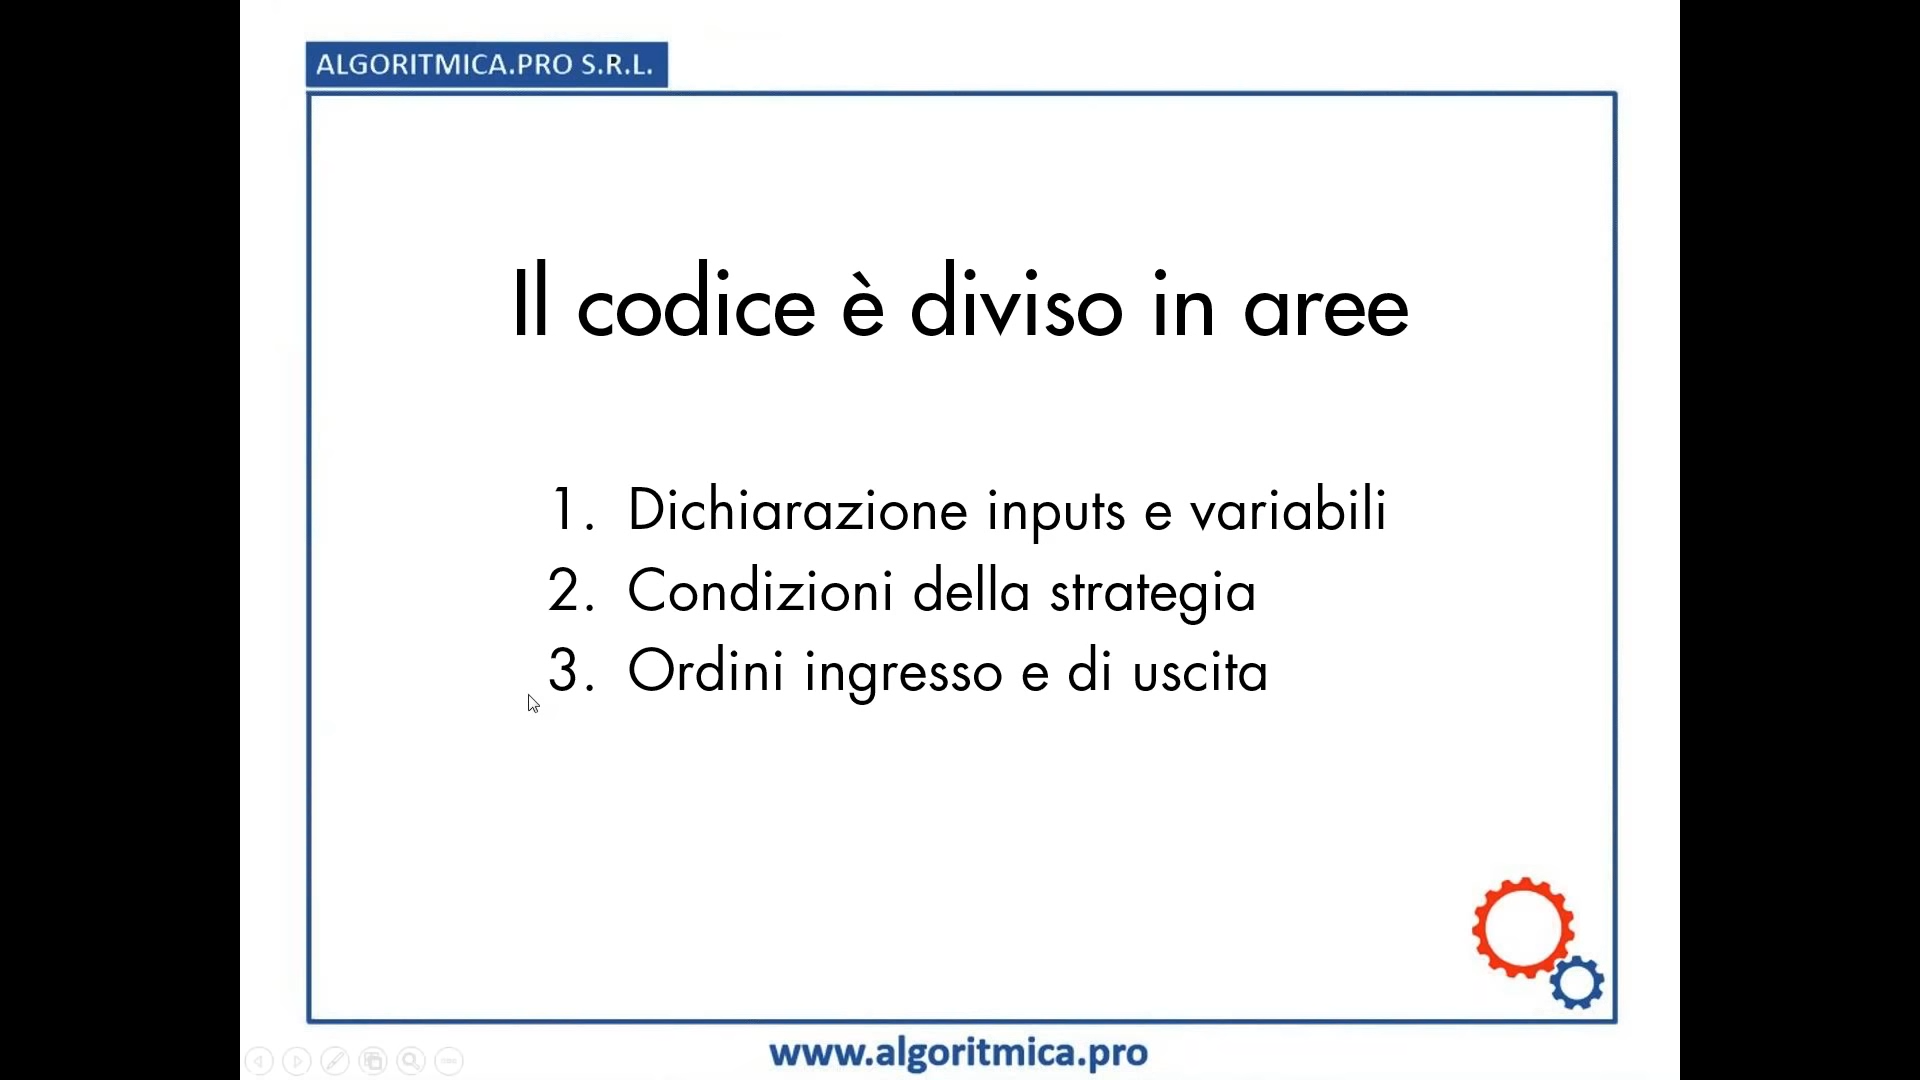 ALGORITMICA.PRO S.R.L.
Il codice è diviso in aree
1. Dichiarazione inputs e variabili
2. Condizioni della strategia
3. Ordini ingresso e di uscita
www.algoritmica.pro